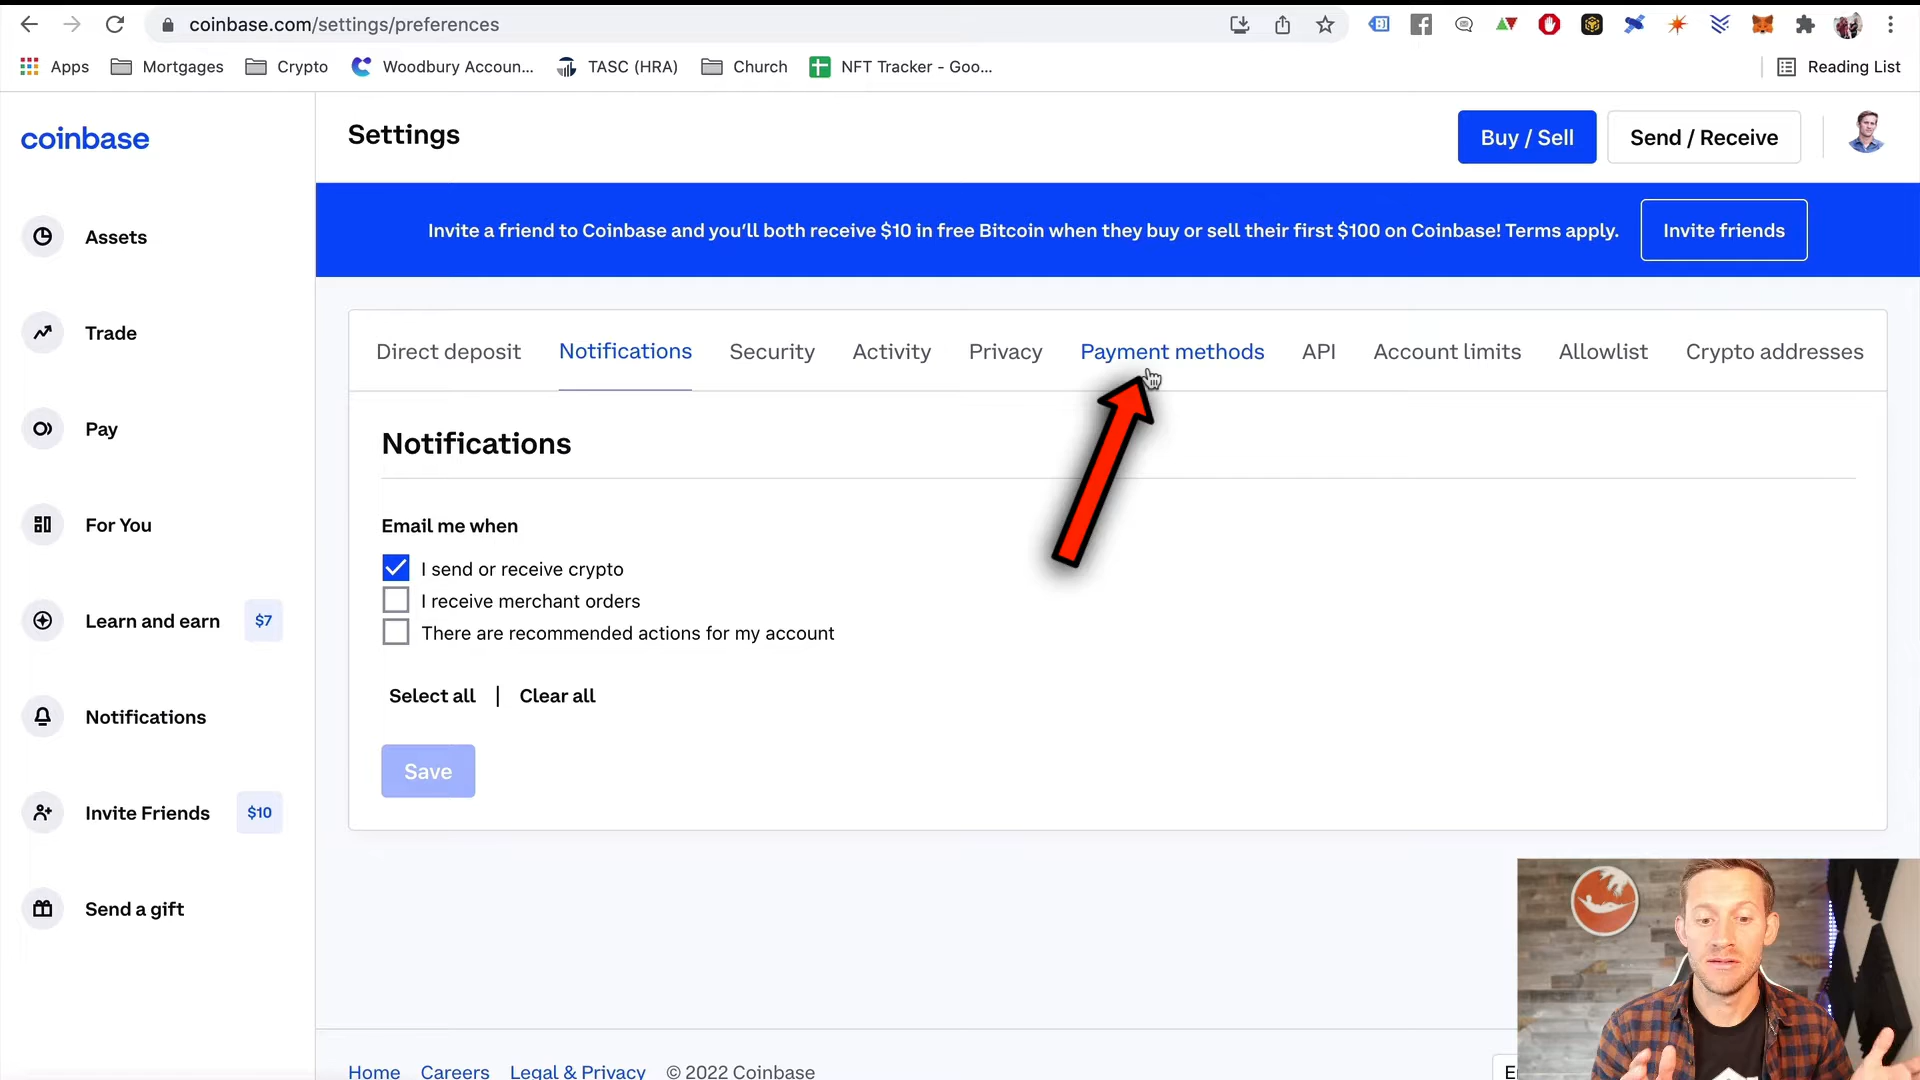 coinbase.com/settings/preferences
Apps Mortgages Crypto Woodbury Accoun... TASC (HRA) Church NFT Tracker - Goo... Reading List
coinbase
Settings
Buy / Sell
Send / Receive
Invite a friend to Coinbase and you'll both receive $10 in free Bitcoin when they buy or sell their first $100 on Coinbase! Terms apply.
Invite friends
Assets
Trade
Pay
For You
Learn and earn $7
Notifications
Invite Friends $10
Send a gift
Direct deposit Notifications Security Activity Privacy Payment methods API Account limits Allowlist Crypto addresses
Notifications
Email me when
I send or receive crypto
I receive merchant orders
There are recommended actions for my account
Select all | Clear all
Save
Home Careers Legal & Privacy © 2022 Coinbase